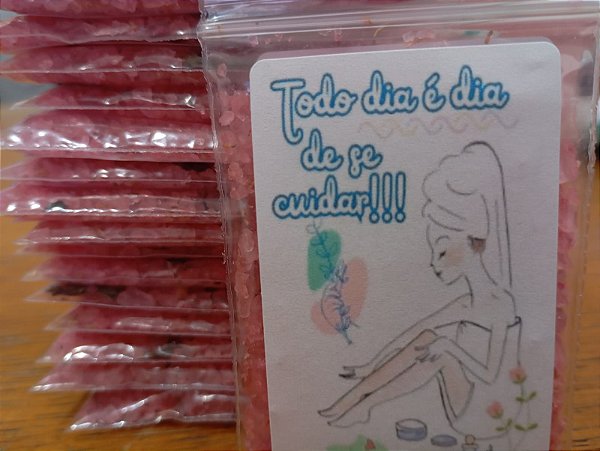 Todo dia é dia
de se
cuidar!!!